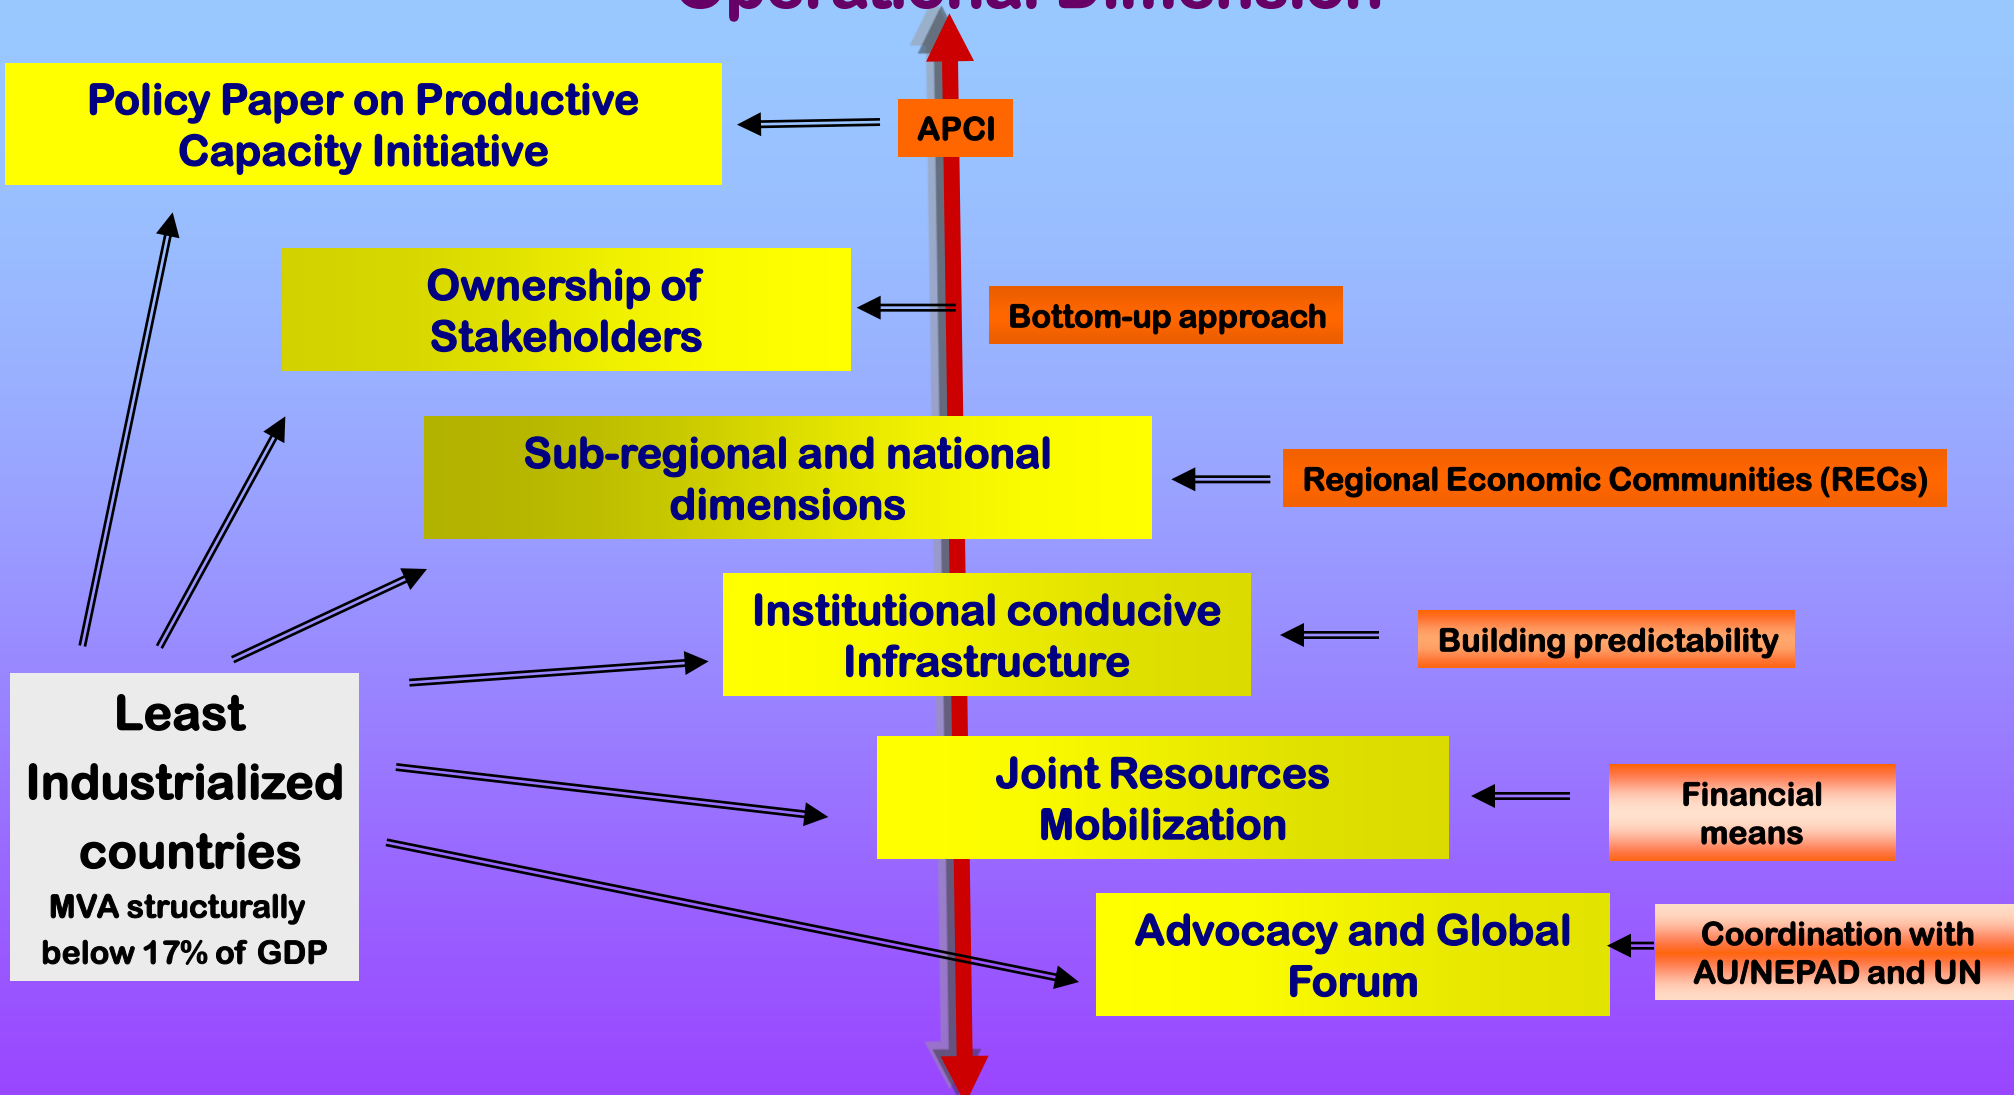 Operational Dimension
Policy Paper on Productive
Capacity Initiative
APCI
Ownership of
Stakeholders
Bottom-up approach
Sub-regional and national
dimensions
Regional Economic Communities (RECs)
Institutional conducive
Infrastructure
Building predictability
Least
Industrialized
countries
MVA structurally
below 17% of GDP
Joint Resources
Mobilization
Financial
means
Advocacy and Global
Forum
Coordination with
AU/NEPAD and UN